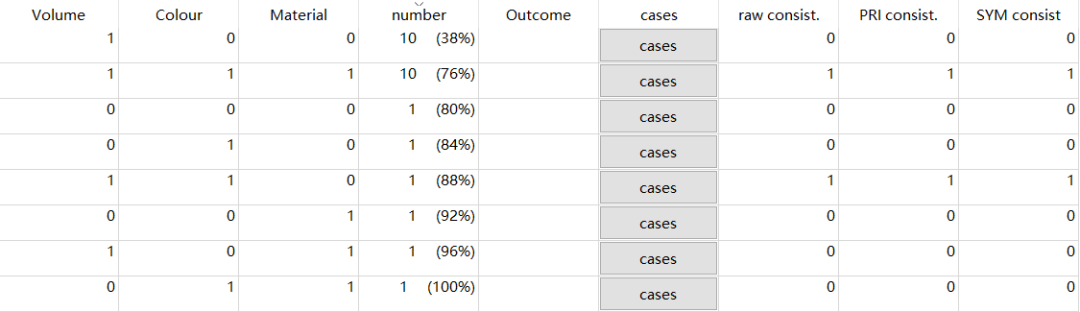 Volume Colour Material number Outcome cases raw consist. PRI consist. SYM consist
1 0 0 10 (38%) cases 0 0 0
1 1 1 10 (76%) cases 1 1 1
0 0 0 1 (80%) cases 0 0 0
0 1 0 1 (84%) cases 0 0 0
1 1 0 1 (88%) cases 1 1 1
0 0 1 1 (92%) cases 0 0 0
1 0 1 1 (96%) cases 0 0 0
0 1 1 1 (100%) cases 0 0 0